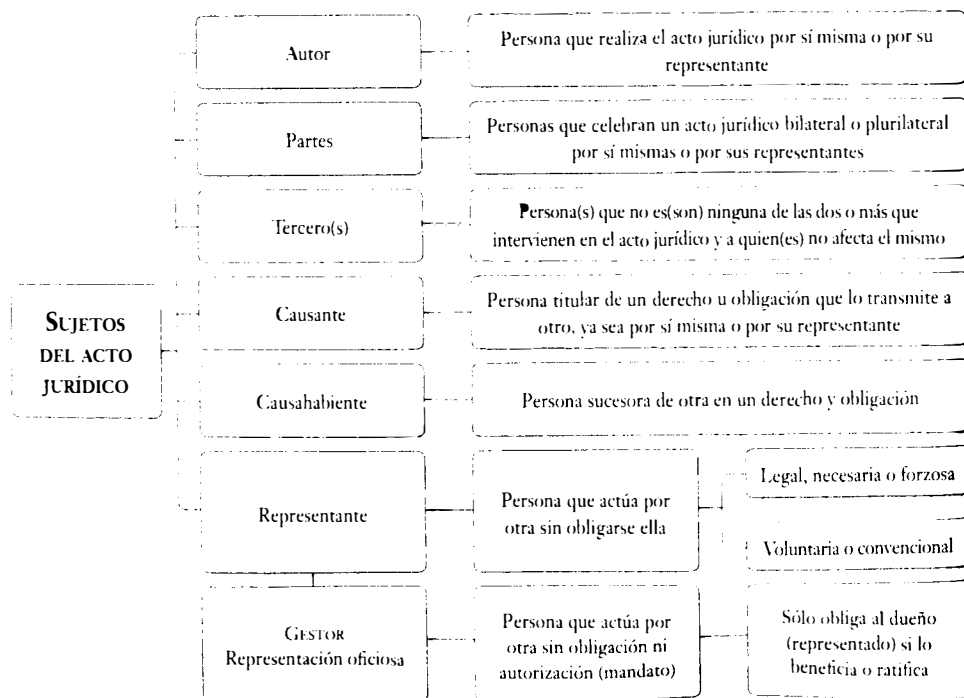 Autor
Persona que realiza el acto jurídico por sí misma o por su
representante
Partes
Personas que celebran un acto jurídico bilateral o plurilateral
por sí mismas o por sus representantes
Tercero(s)
Persona(s) que no es(son) ninguna de las dos o más que
intervienen en el acto jurídico y a quien(es) no afecta el mismo
SUJETOS
DEL ACTO
JURÍDICO
Causante
Persona titular de un derecho u obligación que lo transmite a
otro, ya sea por sí misma o por su representante
Causahabiente
Persona sucesora de otra en un derecho y obligación
Representante
Persona que actúa por
otra sin obligarse ella
Legal, necesaria o forzosa
Voluntaria o convencional
GESTOR
Representación oficiosa
Persona que actúa por
otra sin obligación ni
autorización (mandato)
Sólo obliga al dueño
(representado) si lo
beneficia o ratifica